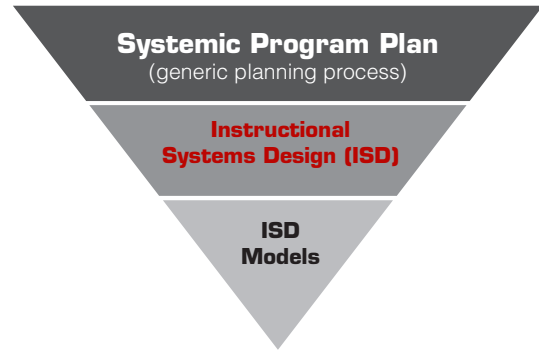 Systemic Program Plan
(generic planning process)
Instructional
Systems Design (ISD)
ISD
Models